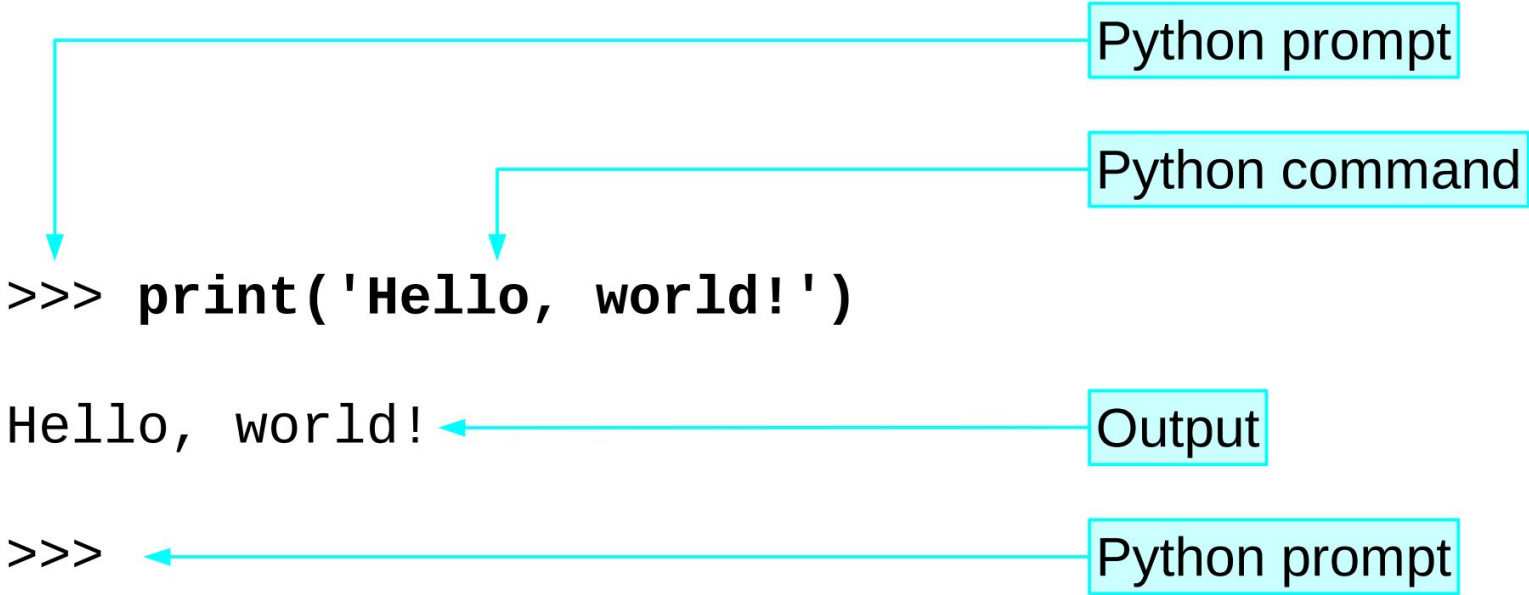 Python prompt
Python command
>>> print('Hello, world!')
Hello, world!
Output
>>>
Python prompt